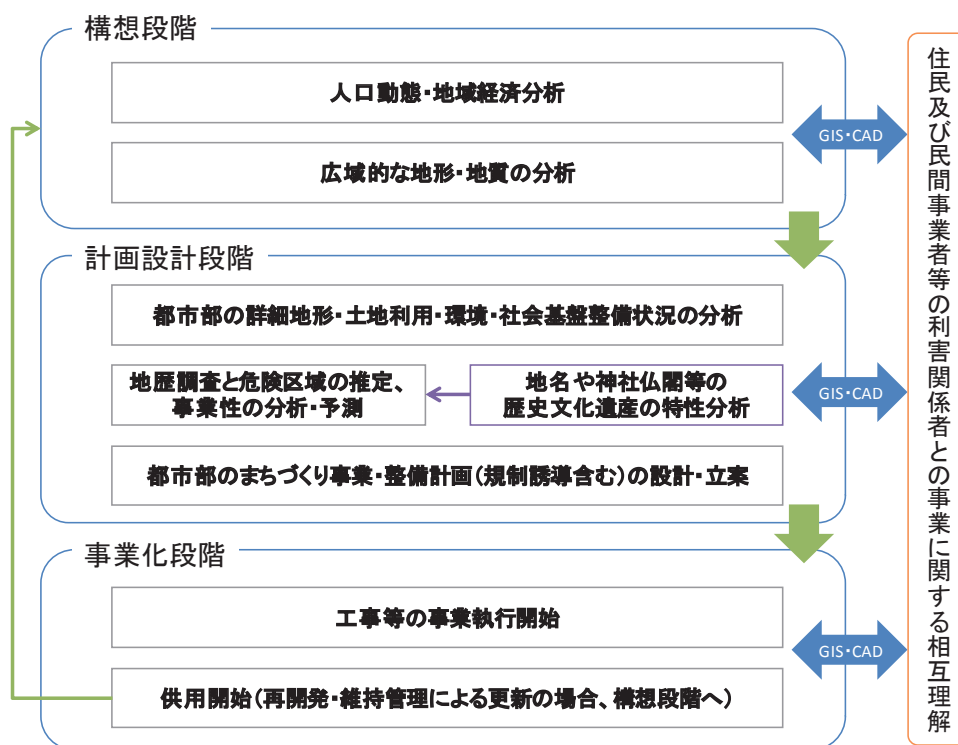 構想段階
人口動態・地域経済分析
広域的な地形・地質の分析
GIS・CAD
計画設計段階
都市部の詳細地形・土地利用・環境・社会基盤整備状況の分析
地歴調査と危険区域の推定、
事業性の分析・予測
地名や神社仏閣等の
歴史文化遺産の特性分析
GIS・CAD
都市部のまちづくり事業・整備計画(規制誘導含む)の設計・立案
事業化段階
工事等の事業執行開始
GIS・CAD
供用開始(再開発・維持管理による更新の場合、構想段階へ)
住民及び民間事業者等の利害関係者との事業に関する相互理解